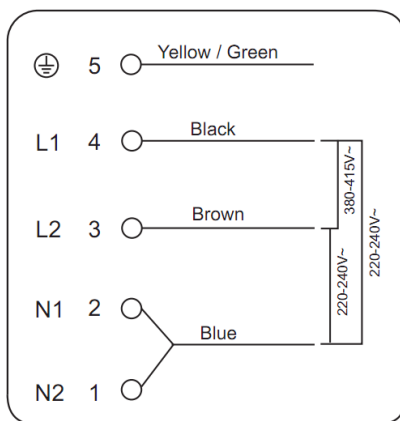 5 Yellow / Green
L1 4 Black
380-415V~
220-240V~
L2 3 Brown
220-240V~
N1 2
Blue
N2 1